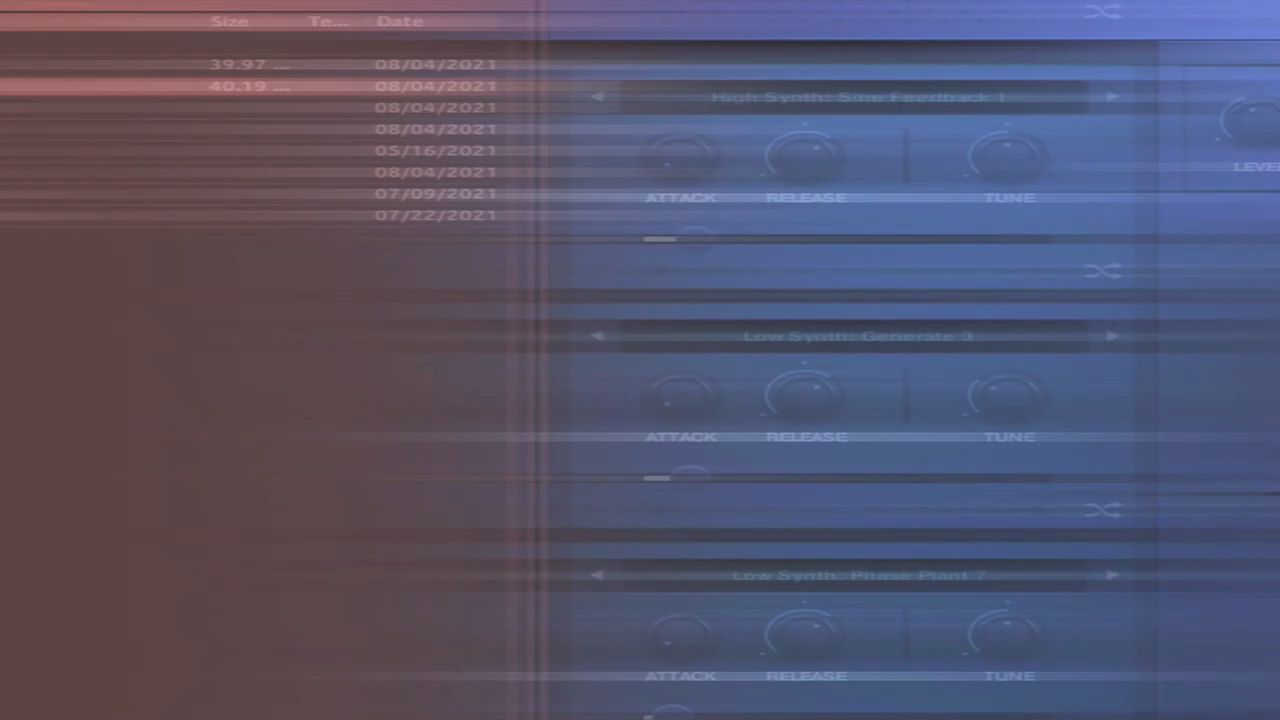 Size Te... Date
39.97 ... 08/04/2021
40.19 ... 08/04/2021
High Synth: Sine Feedback 1
08/04/2021
08/04/2021
05/16/2021
LEVE
08/04/2021
07/09/2021
ATTACK RELEASE TUNE
07/22/2021
Low Synth: Generate 3
ATTACK RELEASE TUNE
Low Synth: Phase Plant 7
ATTACK RELEASE TUNE